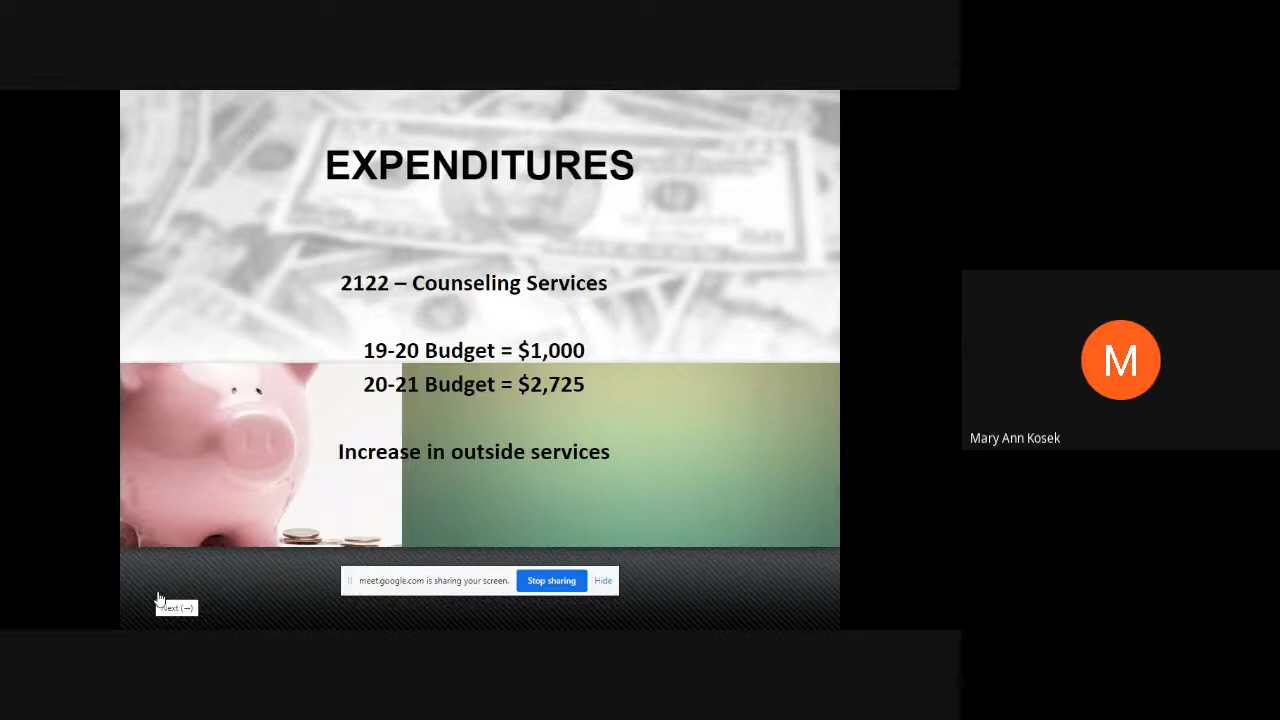 EXPENDITURES
2122 – Counseling Services
19-20 Budget = $1,000
20-21 Budget = $2,725
Increase in outside services
meet.google.com is sharing your screen.
Stop sharing
Hide
Next (→)
M
Mary Ann Kosek